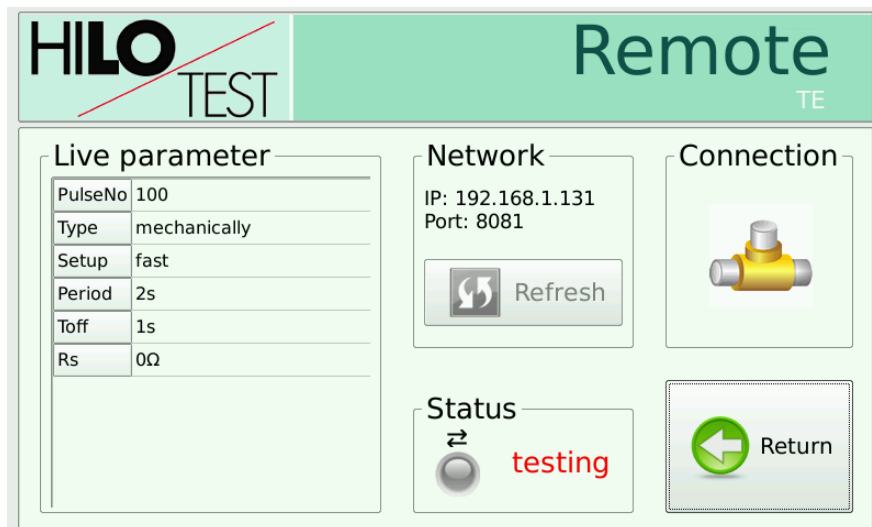 HILO TEST
Remote
TE
Live parameter
PulseNo 100
Type mechanically
Setup fast
Period 2s
Toff 1s
Rs 0Ω
Network
IP: 192.168.1.131
Port: 8081
Refresh
Connection
Status
⇄
testing
Return